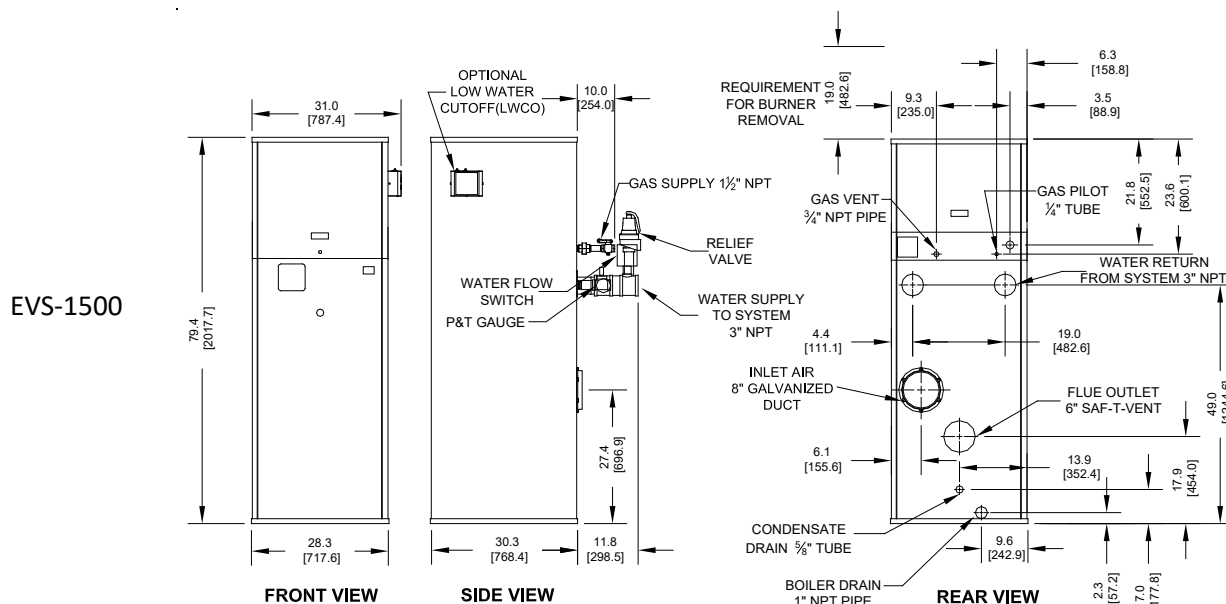 EVS-1500
31.0
[787.4]
79.4
[2017.7]
28.3
[717.6]
FRONT VIEW
OPTIONAL
LOW WATER
CUTOFF(LWCO)
10.0
[254.0]
GAS SUPPLY 1½" NPT
RELIEF
VALVE
WATER FLOW
SWITCH
P&T GAUGE
WATER SUPPLY
TO SYSTEM
3" NPT
27.4
[696.9]
30.3
[768.4]
11.8
[298.5]
SIDE VIEW
REQUIREMENT
FOR BURNER
REMOVAL
19.0
[482.6]
9.3
[235.0]
6.3
[158.8]
3.5
[88.9]
GAS VENT
¾" NPT PIPE
GAS PILOT
¼" TUBE
21.8
[552.5]
23.6
[600.1]
WATER RETURN
FROM SYSTEM 3" NPT
4.4
[111.1]
19.0
[482.6]
INLET AIR
8" GALVANIZED
DUCT
FLUE OUTLET
6" SAF-T-VENT
49.0
6.1
[155.6]
13.9
[352.4]
17.9
[454.0]
CONDENSATE
DRAIN ⅝" TUBE
9.6
[242.9]
BOILER DRAIN
1" NPT PIPE
2.3
[57.2]
7.0
177.8]
REAR VIEW